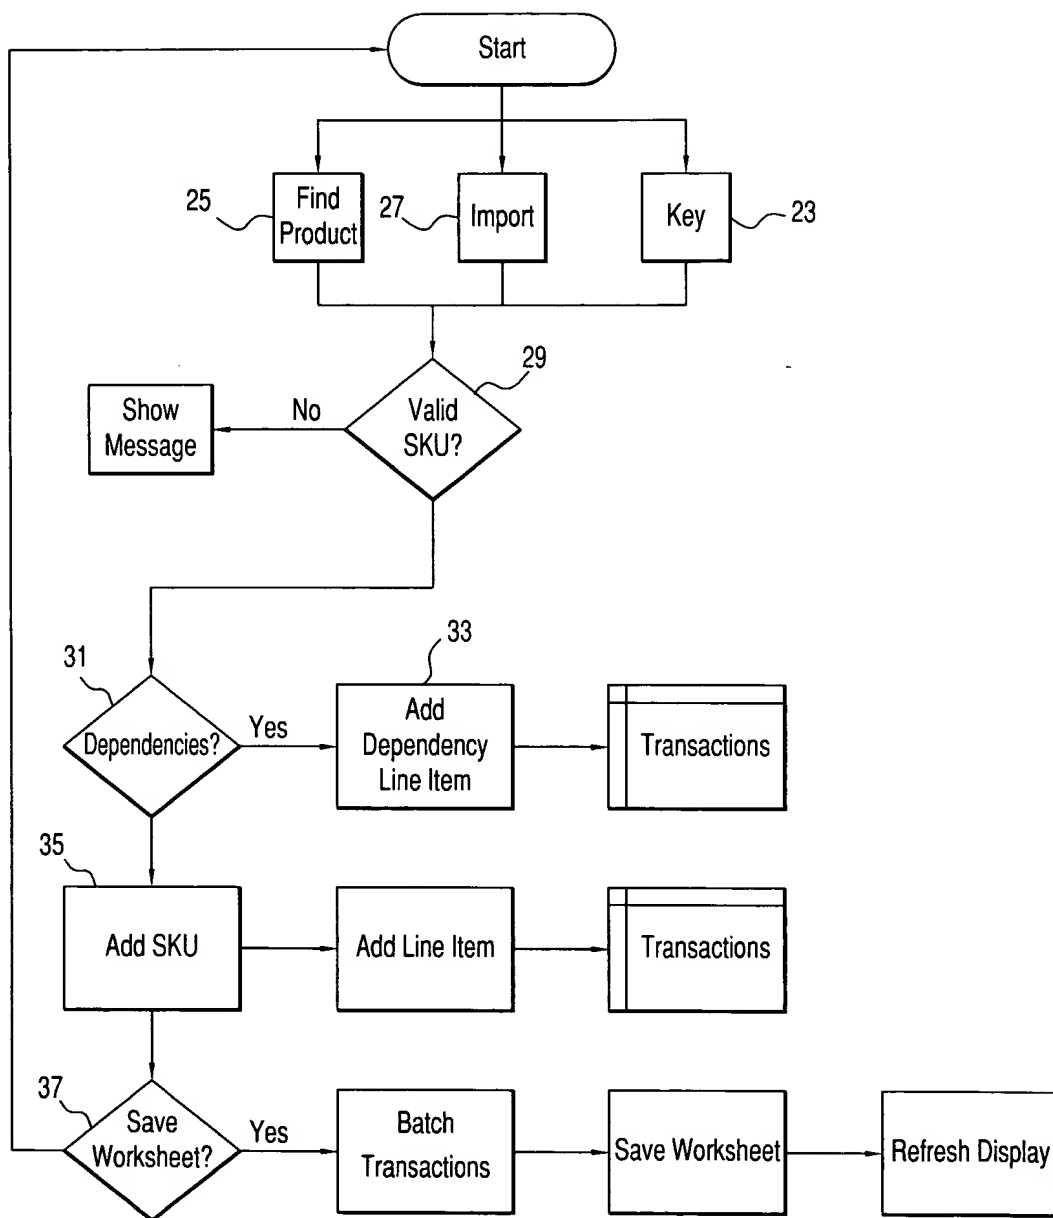 Start
25
Find
Product
27
Import
Key
23
29
Show
Message
No
Valid
SKU?
31
Dependencies?
Yes
33
Add
Dependency
Line Item
Transactions
35
Add SKU
Add Line Item
Transactions
37
Save
Worksheet?
Yes
Batch
Transactions
Save Worksheet
Refresh Display